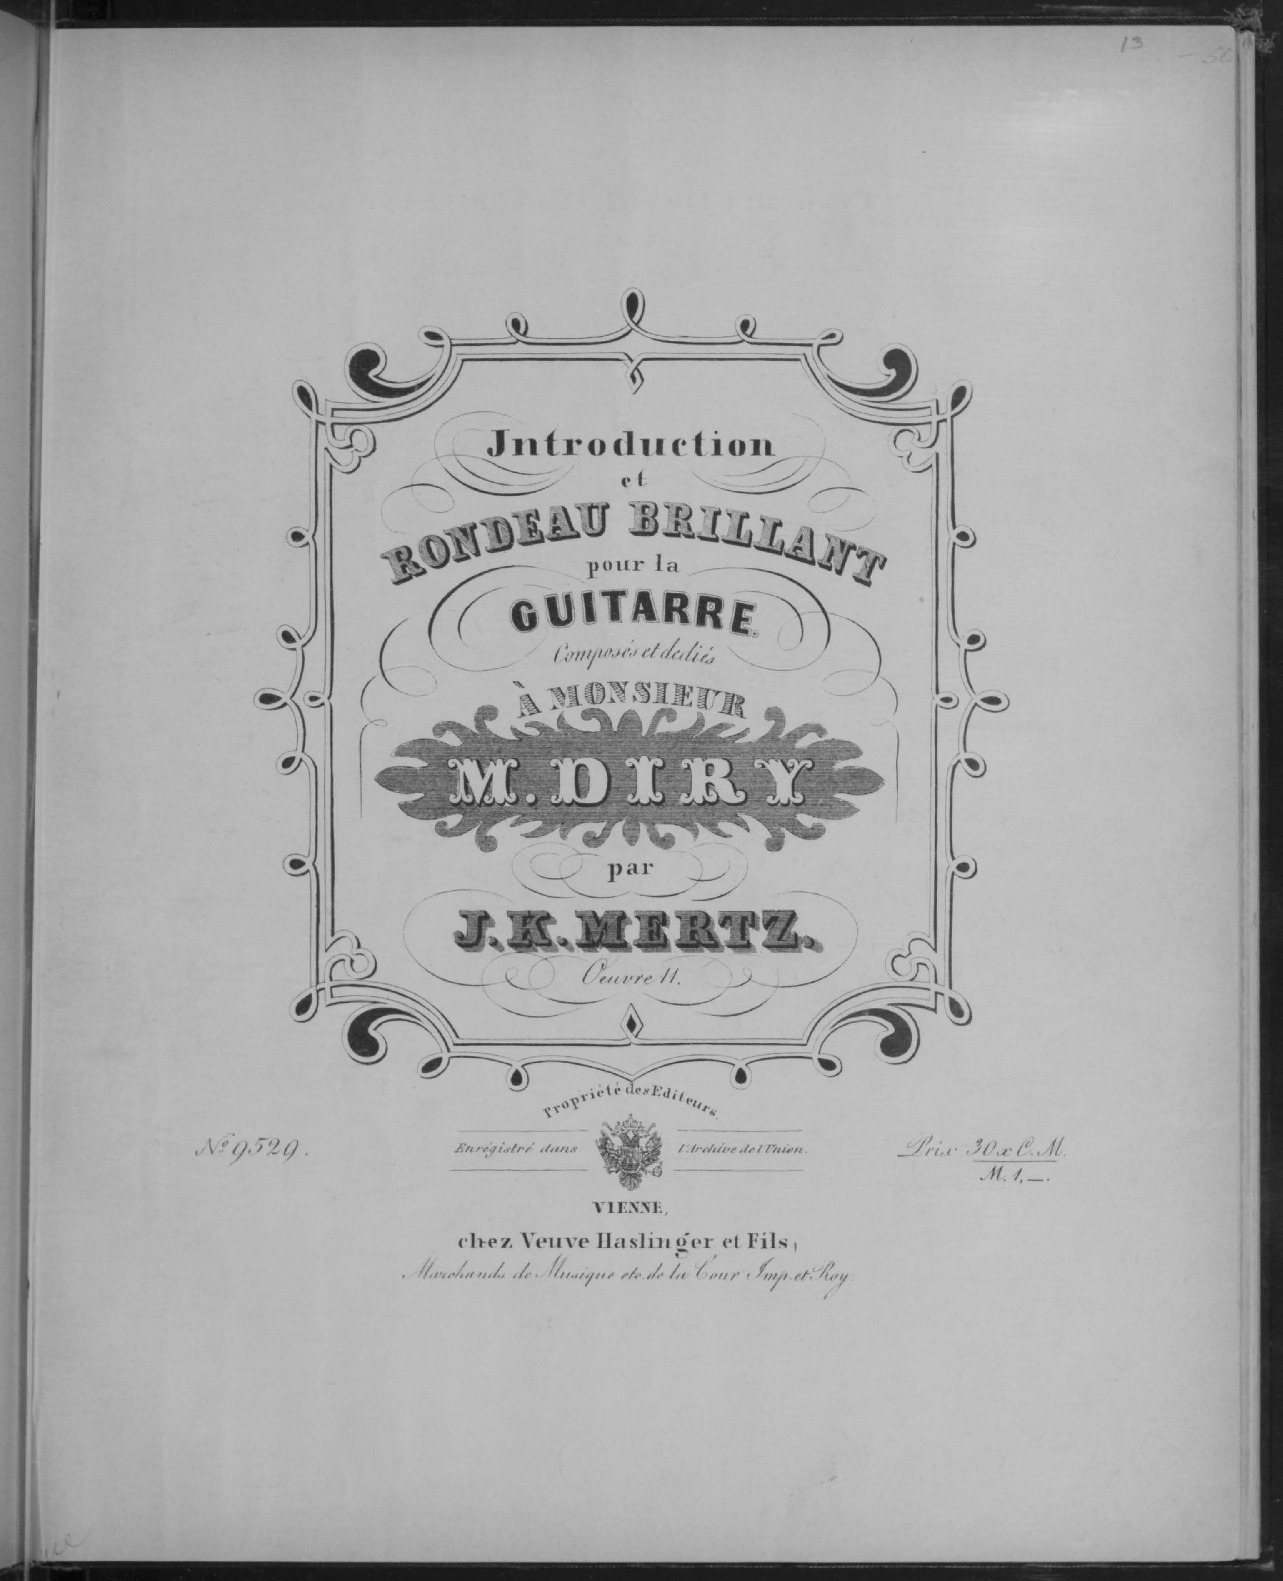 13
Introduction
et
RONDEAU BRILLANT
pour la
GUITARRE.
Composés et dediés
À MONSIEUR
M. DIRY
par
J. K. MERTZ.
Oeuvre 11.
Propriété des Editeurs.
No 9529.
Enrégistré dans l'Archive de l'Union.
Prix 30 x C. M.
M. 1, —.
VIENNE,
chez Veuve Haslinger et Fils,
Marchands de Musique etc. de la Cour Imp. et Roy.